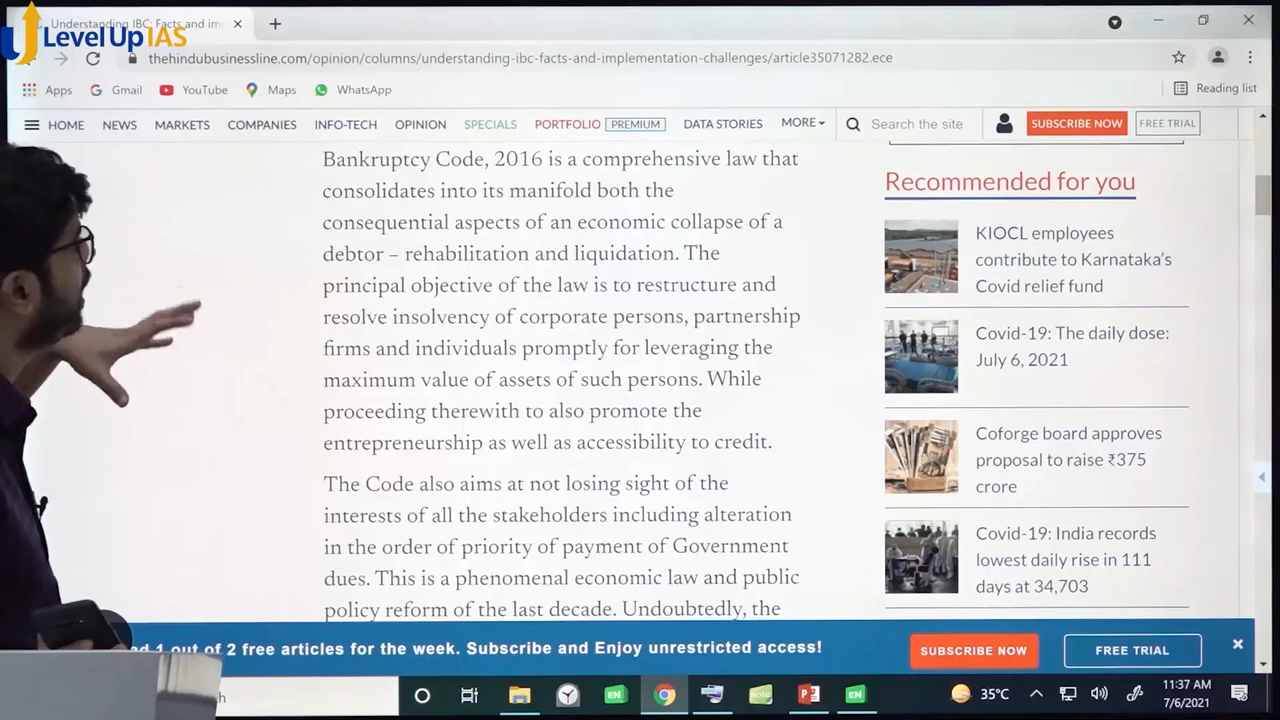 Understanding IBC: Facts and im
LevelUp IAS
thehindubusinessline.com/opinion/columns/understanding-ibc-facts-and-implementation-challenges/article35071282.ece
Apps Gmail YouTube Maps WhatsApp Reading list
HOME NEWS MARKETS COMPANIES INFO-TECH OPINION SPECIALS PORTFOLIO PREMIUM DATA STORIES MORE Search the site SUBSCRIBE NOW FREE TRIAL
Bankruptcy Code, 2016 is a comprehensive law that
consolidates into its manifold both the
consequential aspects of an economic collapse of a
debtor – rehabilitation and liquidation. The
principal objective of the law is to restructure and
resolve insolvency of corporate persons, partnership
firms and individuals promptly for leveraging the
maximum value of assets of such persons. While
proceeding therewith to also promote the
entrepreneurship as well as accessibility to credit.
The Code also aims at not losing sight of the
interests of all the stakeholders including alteration
in the order of priority of payment of Government
dues. This is a phenomenal economic law and public
policy reform of the last decade. Undoubtedly, the
Recommended for you
KIOCL employees
contribute to Karnataka's
Covid relief fund
Covid-19: The daily dose:
July 6, 2021
Coforge board approves
proposal to raise ₹375
crore
Covid-19: India records
lowest daily rise in 111
days at 34,703
1 out of 2 free articles for the week. Subscribe and Enjoy unrestricted access!
SUBSCRIBE NOW FREE TRIAL
EN Note EN 35°C
11:37 AM
7/6/2021